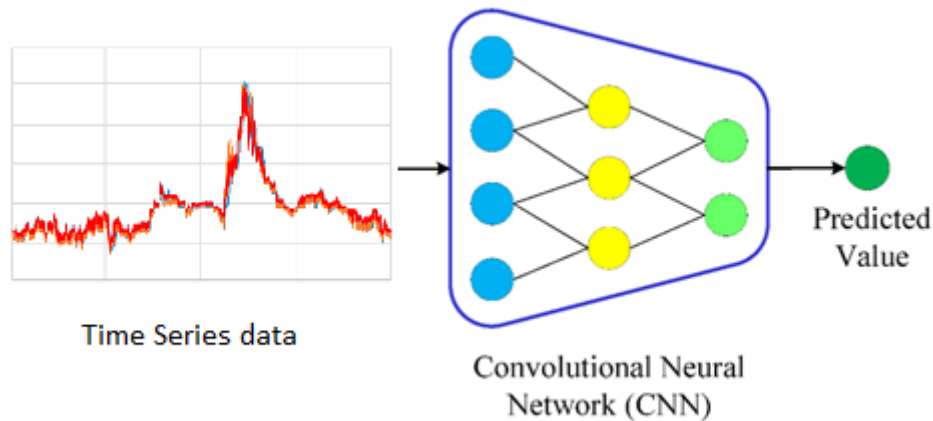 Time Series data
Convolutional Neural
Network (CNN)
Predicted
Value